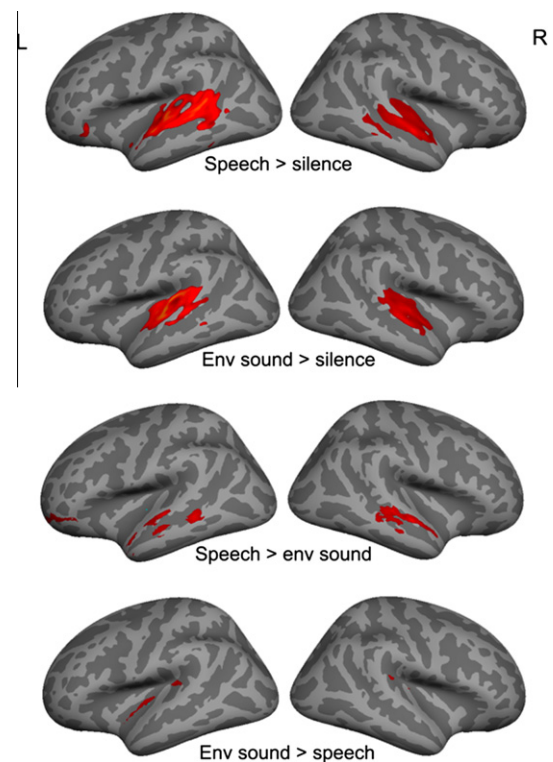 L
R
Speech > silence
Env sound > silence
Speech > env sound
Env sound > speech